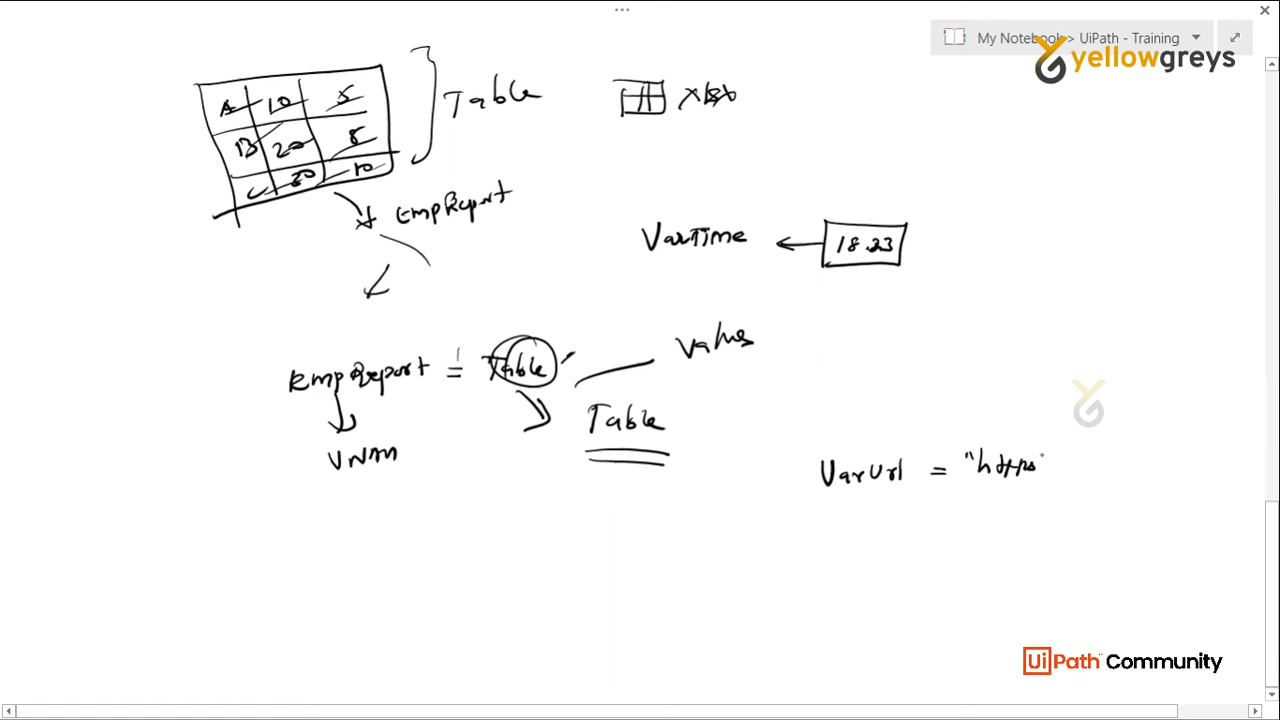 My Notebook > UiPath - Training
yellowgreys
A 10 5
B 20 8
C 30 10
Table
EmpReport
VarTime
18.23
EmpReport = Table
Values
Table
VarUrl = "https
UiPath Community